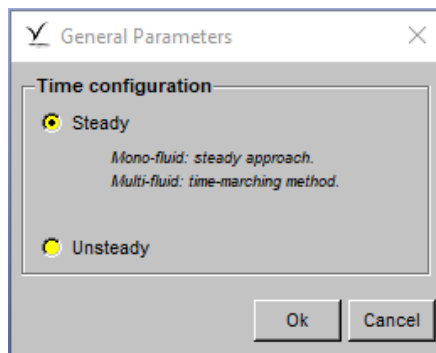 General Parameters
Time configuration
Steady
Mono-fluid: steady approach.
Multi-fluid: time-marching method.
Unsteady
Ok Cancel